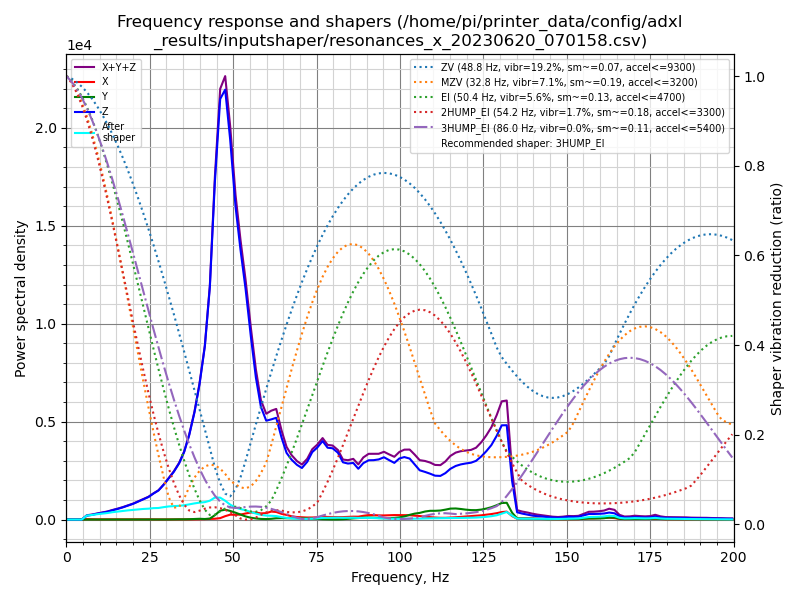 Frequency response and shapers (/home/pi/printer_data/config/adxl
_results/inputshaper/resonances_x_20230620_070158.csv)
1e4
X+Y+Z
X
Y
Z
After
shaper
ZV (48.8 Hz, vibr=19.2%, sm~=0.07, accel<=9300)
MZV (32.8 Hz, vibr=7.1%, sm~=0.19, accel<=3200)
EI (50.4 Hz, vibr=5.6%, sm~=0.13, accel<=4700)
2HUMP_EI (54.2 Hz, vibr=1.7%, sm~=0.18, accel<=3300)
3HUMP_EI (86.0 Hz, vibr=0.0%, sm~=0.11, accel<=5400)
Recommended shaper: 3HUMP_EI
Power spectral density
2.0
1.5
1.0
0.5
0.0
Shaper vibration reduction (ratio)
1.0
0.8
0.6
0.4
0.2
0.0
0 25 50 75 100 125 150 175 200
Frequency, Hz